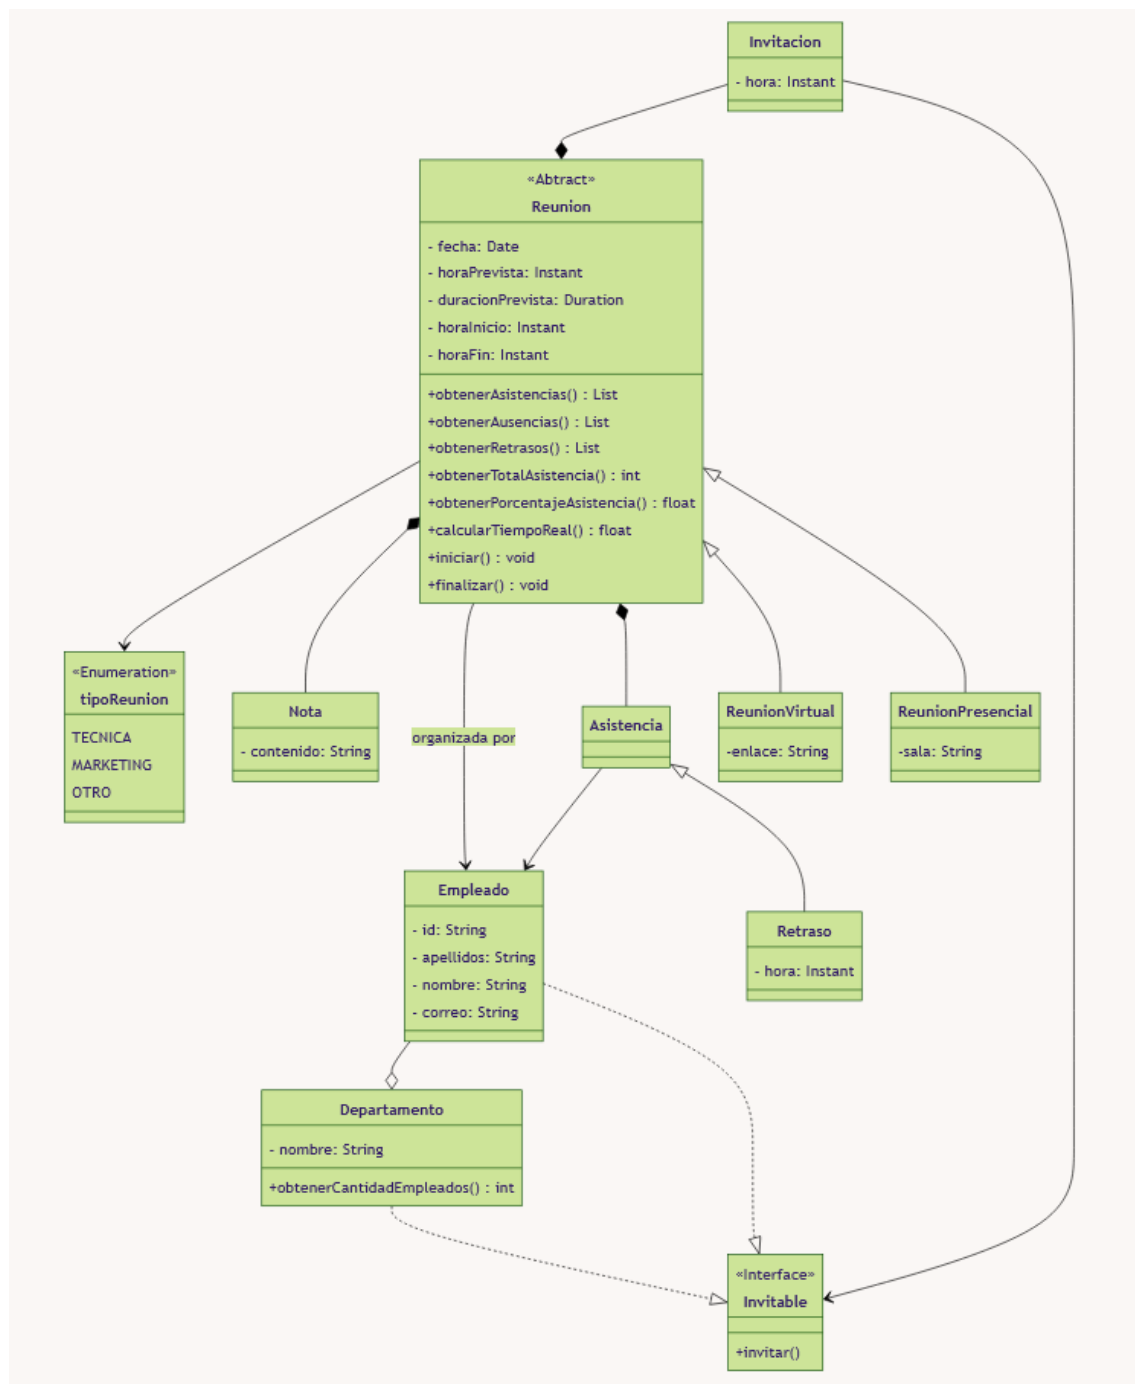 Invitacion
- hora: Instant
«Abtract»
Reunion
- fecha: Date
- horaPrevista: Instant
- duracionPrevista: Duration
- horaInicio: Instant
- horaFin: Instant
+obtenerAsistencias() : List
+obtenerAusencias() : List
+obtenerRetrasos() : List
+obtenerTotalAsistencia() : int
+obtenerPorcentajeAsistencia() : float
+calcularTiempoReal() : float
+iniciar() : void
+finalizar() : void
«Enumeration»
tipoReunion
TECNICA
MARKETING
OTRO
Nota
- contenido: String
organizada por
Asistencia
ReunionVirtual
-enlace: String
ReunionPresencial
-sala: String
Empleado
- id: String
- apellidos: String
- nombre: String
- correo: String
Retraso
- hora: Instant
Departamento
- nombre: String
+obtenerCantidadEmpleados() : int
«Interface»
Invitable
+invitar()